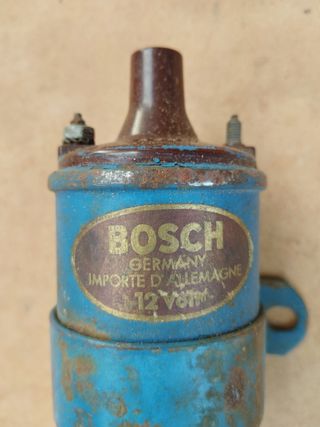 BOSCH
GERMANY
IMPORTE D'ALLEMAGNE
12 Volt